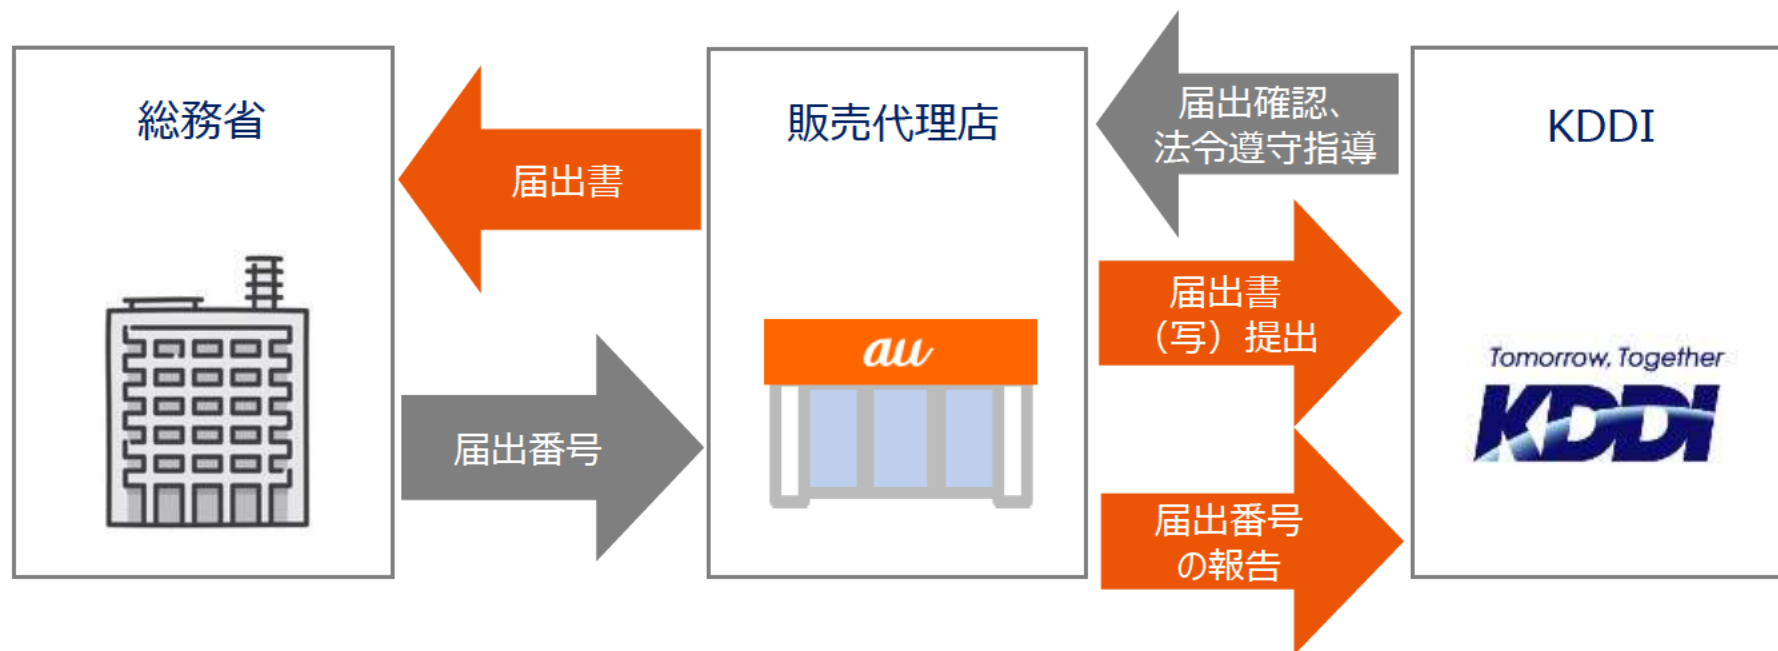 総務省
届出書
届出番号
販売代理店
au
届出確認、
法令遵守指導
届出書
（写）提出
届出番号
の報告
KDDI
Tomorrow, Together
KDDI